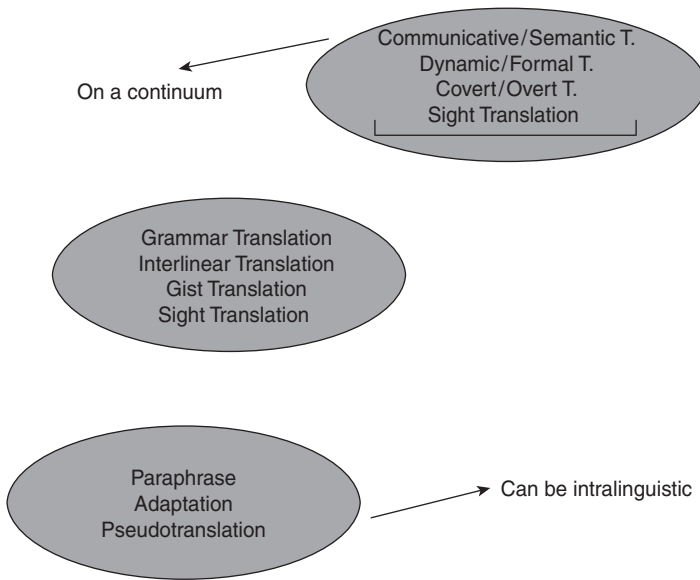 Communicative/Semantic T.
Dynamic/Formal T.
Covert/Overt T.
Sight Translation
On a continuum
Grammar Translation
Interlinear Translation
Gist Translation
Sight Translation
Paraphrase
Adaptation
Pseudotranslation
Can be intralinguistic